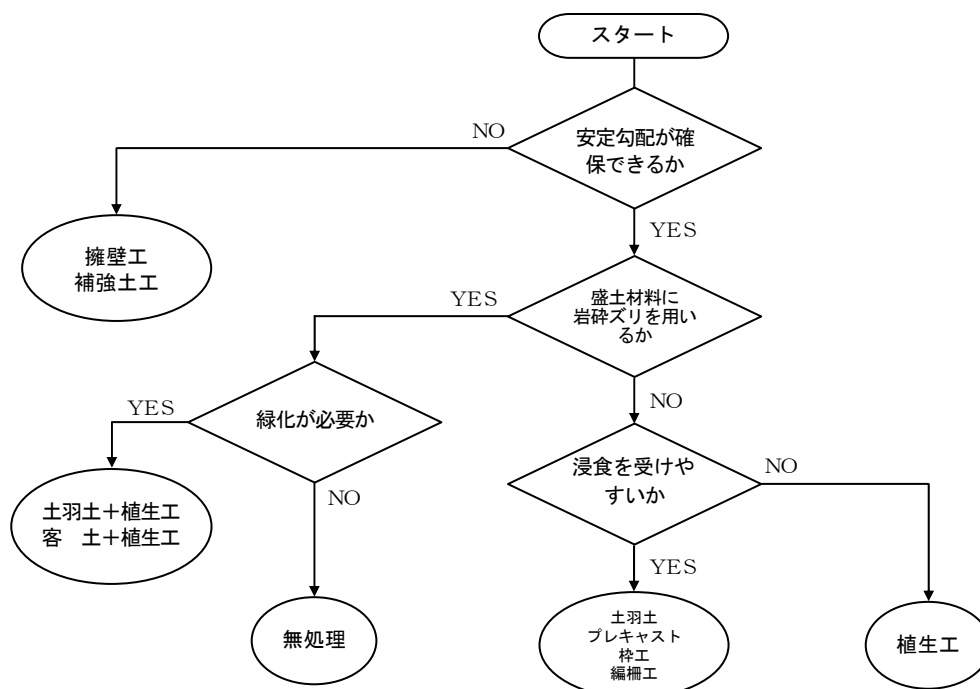 スタート
NO
安定勾配が確
保できるか
YES
擁壁工
補強土工
YES
盛土材料に
岩砕ズリを用い
るか
NO
YES
緑化が必要か
NO
浸食を受けや
すいか
NO
土羽土＋植生工
客　土＋植生工
YES
無処理
土羽土
プレキャスト
枠工
編柵工
植生工